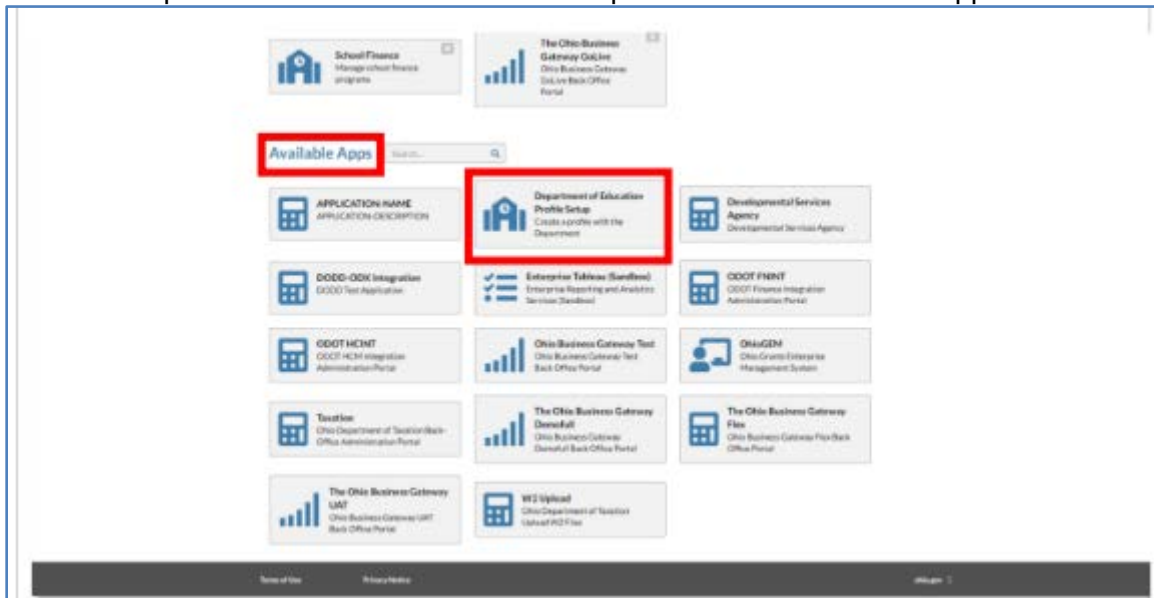 School Finance
Manage school finance
programs
The Ohio Business
Gateway GoLive
Ohio Business Gateway
GoLive Back Office
Portal
Available Apps
Search...
APPLICATION-NAME
APPLICATION-DESCRIPTION
Department of Education
Profile Setup
Create a profile with the
Department
Developmental Services
Agency
Developmental Services Agency
DODD-ODX Integration
DODD Test Application
Enterprise Tableau (Sandbox)
Enterprise Reporting and Analytics
Services (Sandbox)
ODOT FNINT
ODOT Finance Integration
Administration Portal
ODOT HCINT
ODOT HCM Integration
Administration Portal
Ohio Business Gateway Test
Ohio Business Gateway Test
Back Office Portal
OhioGEM
Ohio Grants Enterprise
Management System
Taxation
Ohio Department of Taxation Back-
Office Administration Portal
The Ohio Business Gateway
Demofull
Ohio Business Gateway
Demofull Back Office Portal
The Ohio Business Gateway
Flex
Ohio Business Gateway Flex Back
Office Portal
The Ohio Business Gateway
UAT
Ohio Business Gateway UAT
Back Office Portal
W2 Upload
Ohio Department of Taxation
Upload W2 Files
Terms of Use
Privacy Notice
ohio.gov